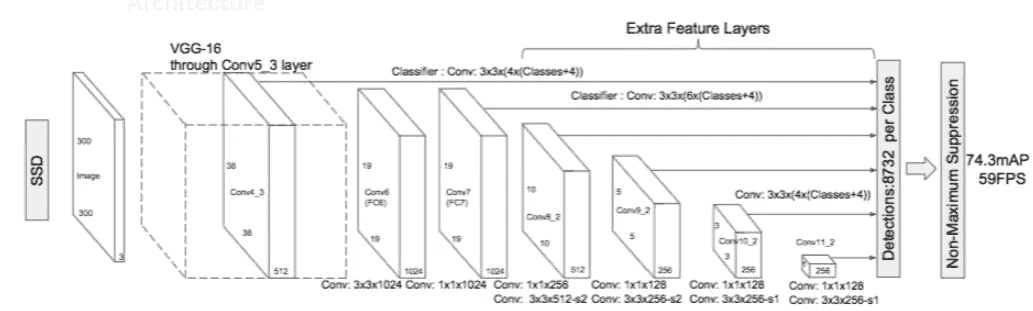 Architecture
Extra Feature Layers
VGG-16
through Conv5_3 layer
Classifier : Conv: 3x3x(4x(Classes+4))
Classifier : Conv: 3x3x(6x(Classes+4))
SSD
300
Image
300
3
38
Conv4_3
38
512
19
Conv6
(FC6)
19
1024
19
Conv7
(FC7)
19
1024
10
Conv8_2
10
512
5
Conv9_2
5
256
Conv: 3x3x(4x(Classes+4))
3
Conv10_2
3
256
Conv11_2
256
Detections:8732 per Class
Non-Maximum Suppression
74.3mAP
59FPS
Conv: 3x3x1024
Conv: 1x1x1024
Conv: 1x1x256
Conv: 3x3x512-s2
Conv: 1x1x128
Conv: 3x3x256-s2
Conv: 1x1x128
Conv: 3x3x256-s1
Conv: 1x1x128
Conv: 3x3x256-s1